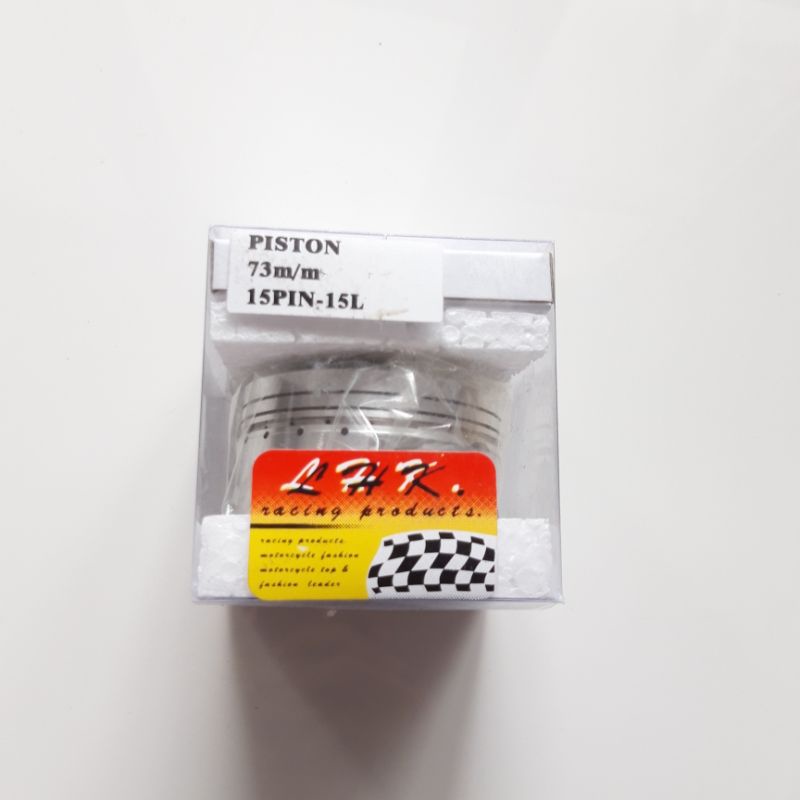 PISTON
73m/m
15PIN-15L
LHK.
racing products.
racing products.
motorcycle fashion
motorcycle top &
fashion leader